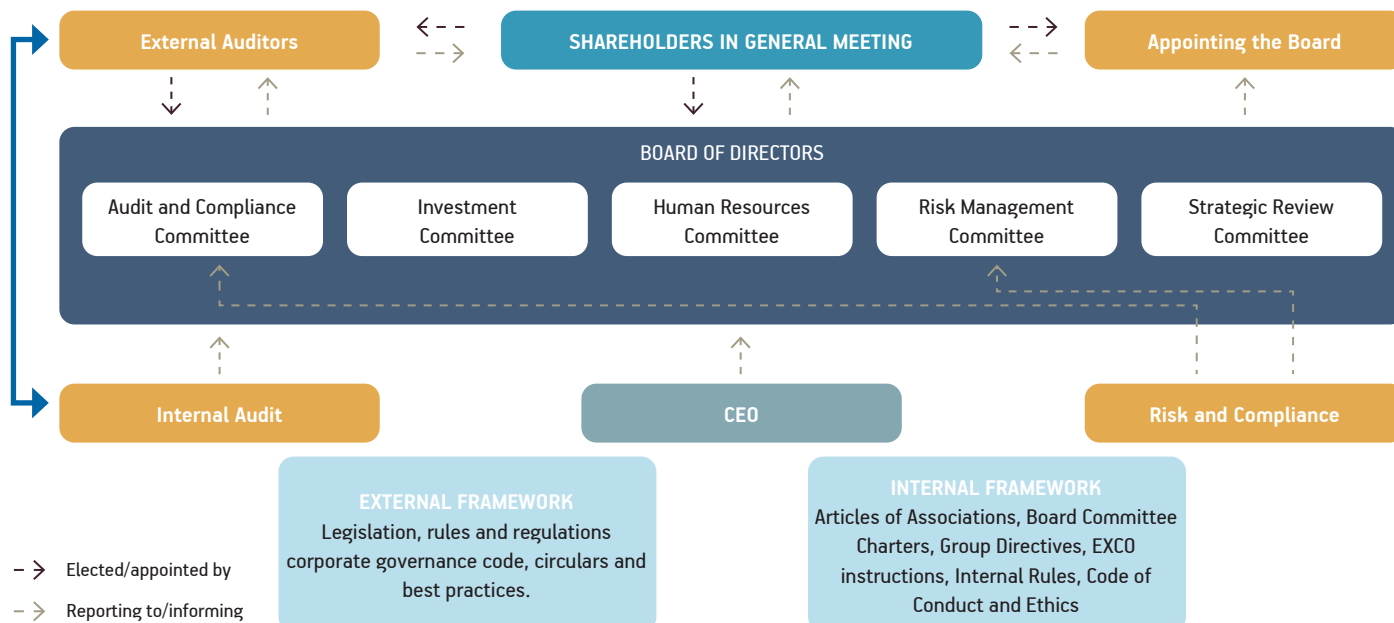 External Auditors
SHAREHOLDERS IN GENERAL MEETING
Appointing the Board
BOARD OF DIRECTORS
Audit and Compliance
Committee
Investment
Committee
Human Resources
Committee
Risk Management
Committee
Strategic Review
Committee
Internal Audit
CEO
Risk and Compliance
EXTERNAL FRAMEWORK
Legislation, rules and regulations
corporate governance code, circulars and
best practices.
INTERNAL FRAMEWORK
Articles of Associations, Board Committee
Charters, Group Directives, EXCO
instructions, Internal Rules, Code of
Conduct and Ethics
Elected/appointed by
Reporting to/informing